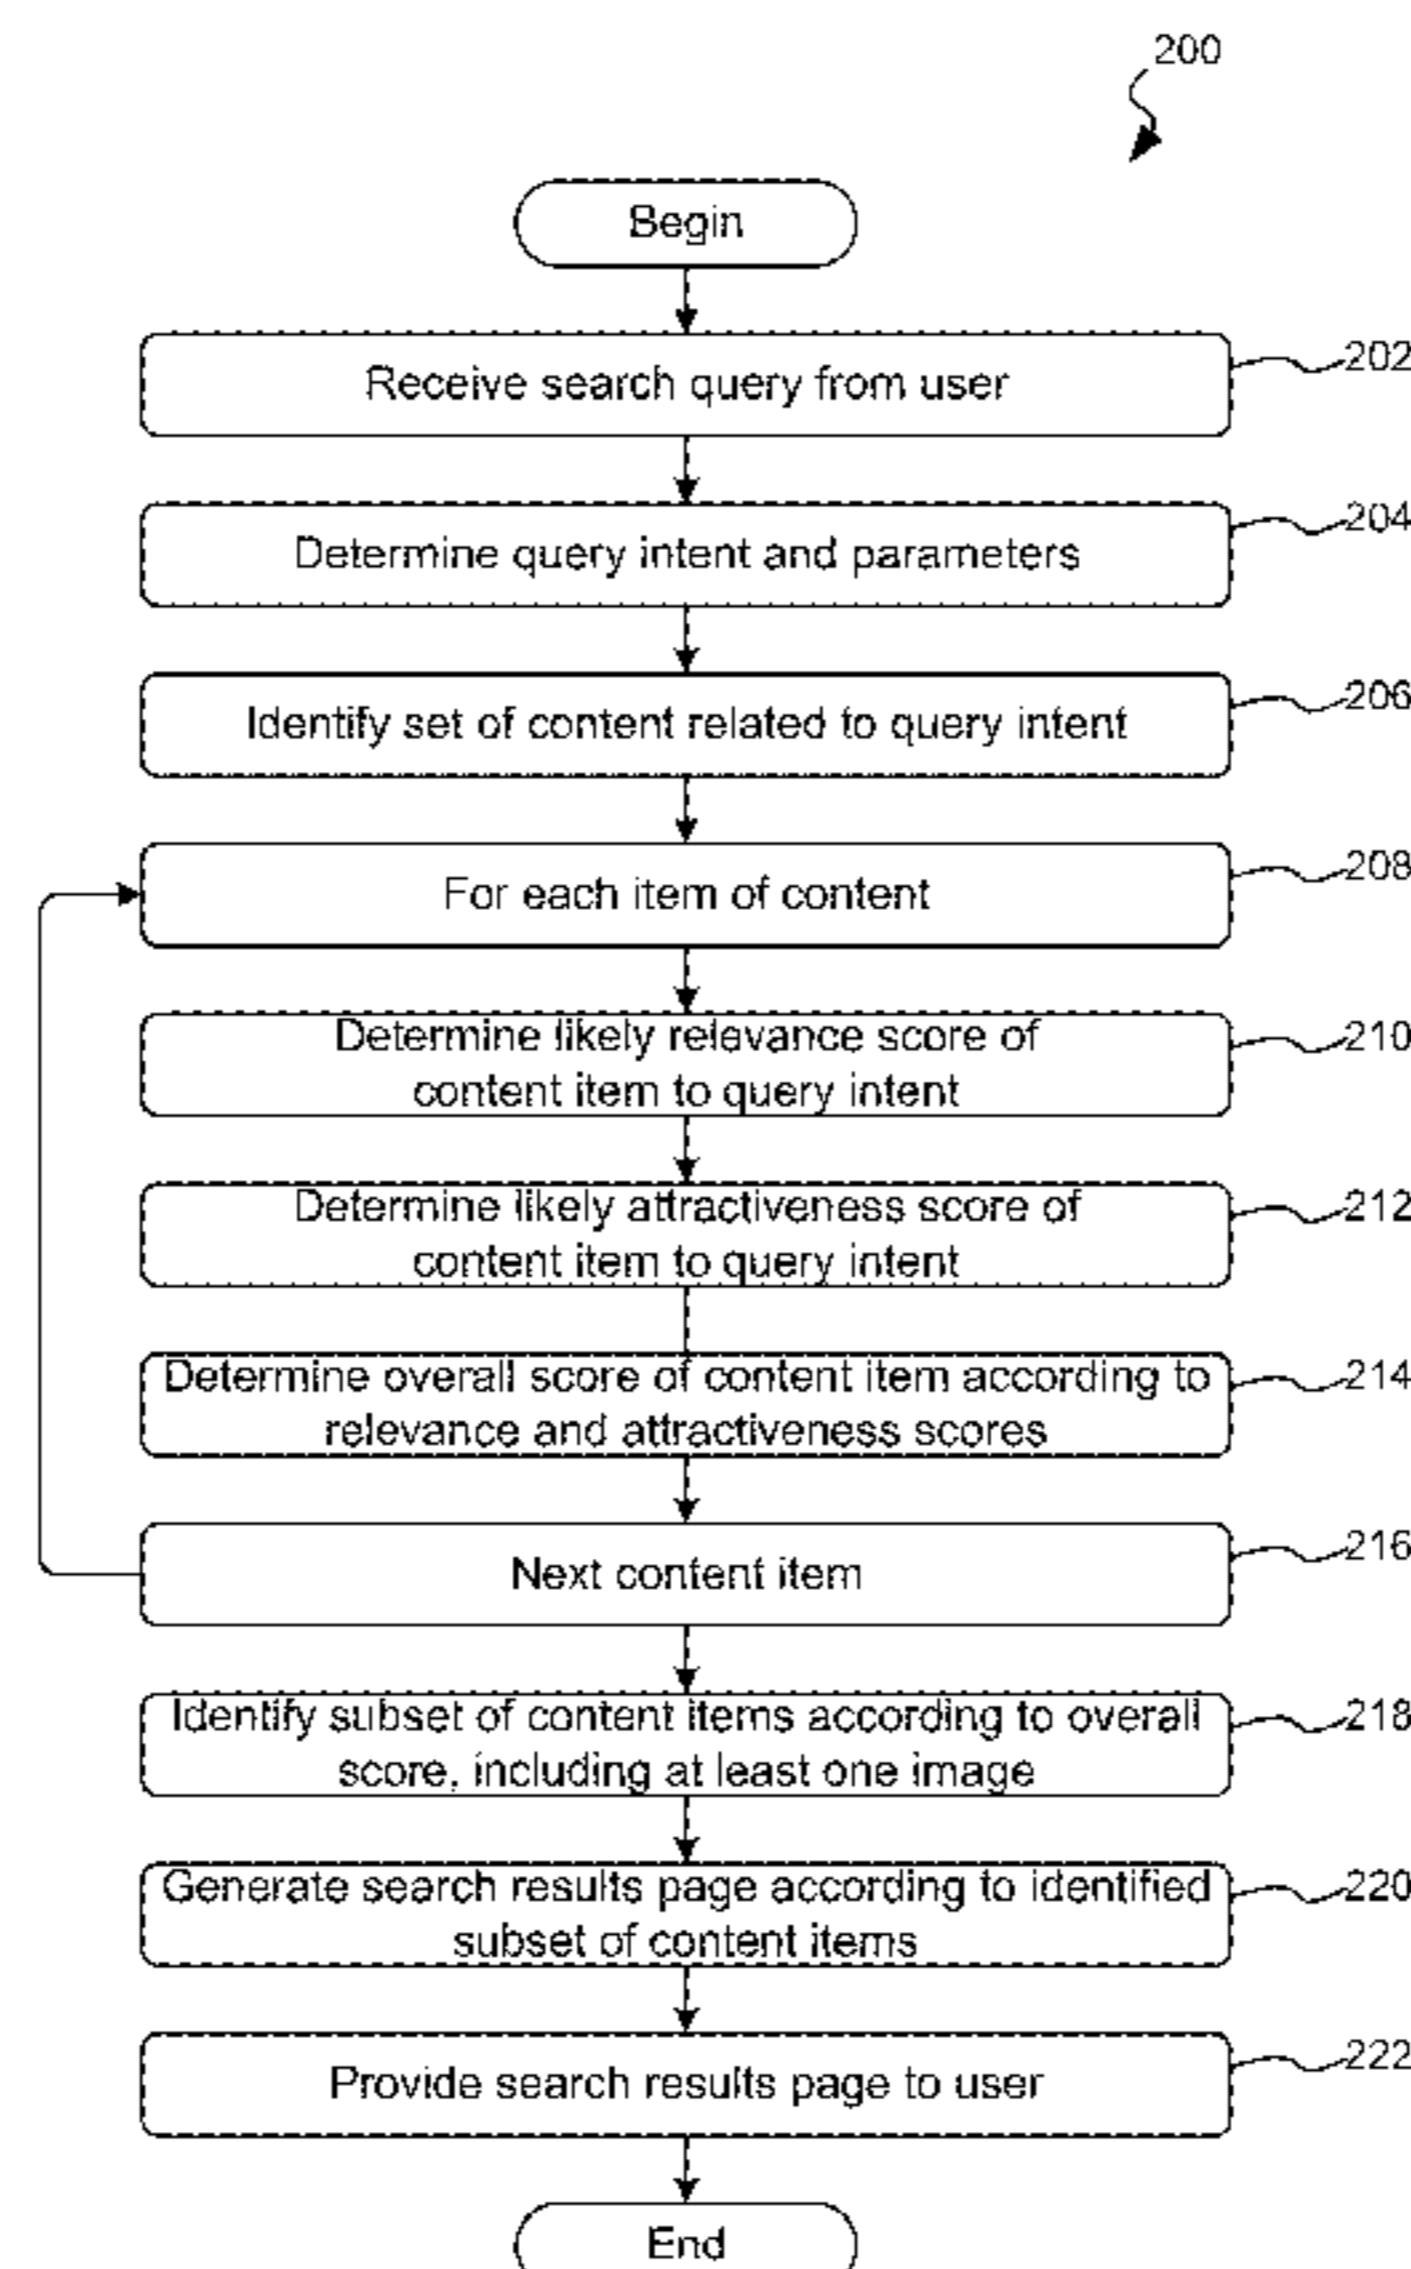 200
Begin
Receive search query from user
202
Determine query intent and parameters
204
Identify set of content related to query intent
206
For each item of content
208
Determine likely relevance score of
content item to query intent
210
Determine likely attractiveness score of
content item to query intent
212
Determine overall score of content item according to
relevance and attractiveness scores
214
Next content item
216
Identify subset of content items according to overall
score, including at least one image
218
Generate search results page according to identified
subset of content items
220
Provide search results page to user
222
End